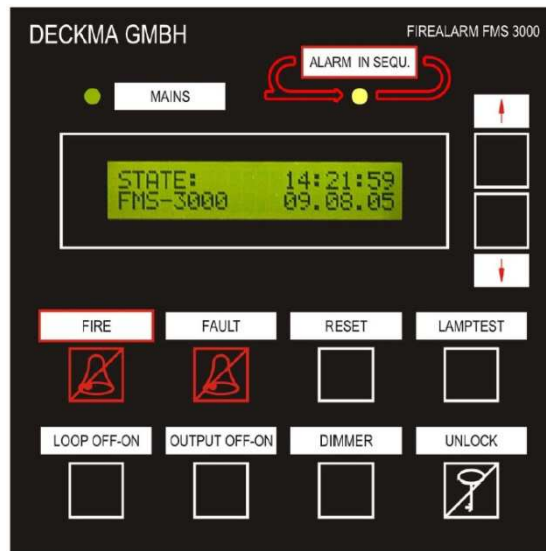 DECKMA GMBH
FIREALARM FMS 3000
ALARM IN SEQU.
MAINS
STATE: 14:21:59
FMS-3000 09.08.05
FIRE
FAULT
RESET
LAMPTEST
LOOP OFF-ON
OUTPUT OFF-ON
DIMMER
UNLOCK